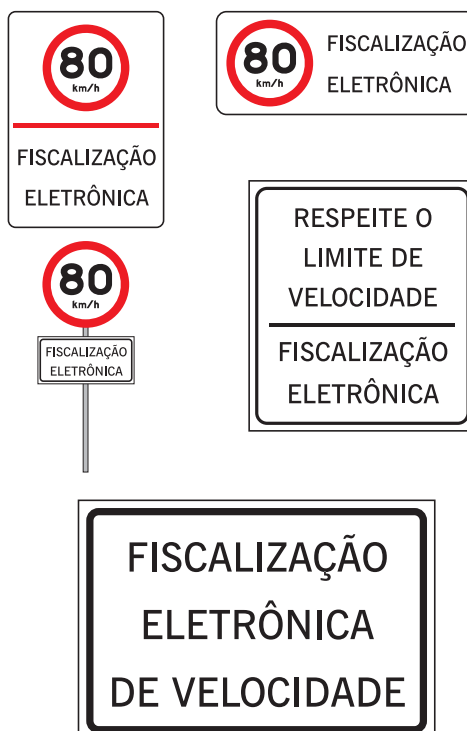 80
km/h
FISCALIZAÇÃO
ELETRÔNICA
80
km/h
FISCALIZAÇÃO
ELETRÔNICA
80
km/h
FISCALIZAÇÃO
ELETRÔNICA
RESPEITE O
LIMITE DE
VELOCIDADE
FISCALIZAÇÃO
ELETRÔNICA
FISCALIZAÇÃO
ELETRÔNICA
DE VELOCIDADE